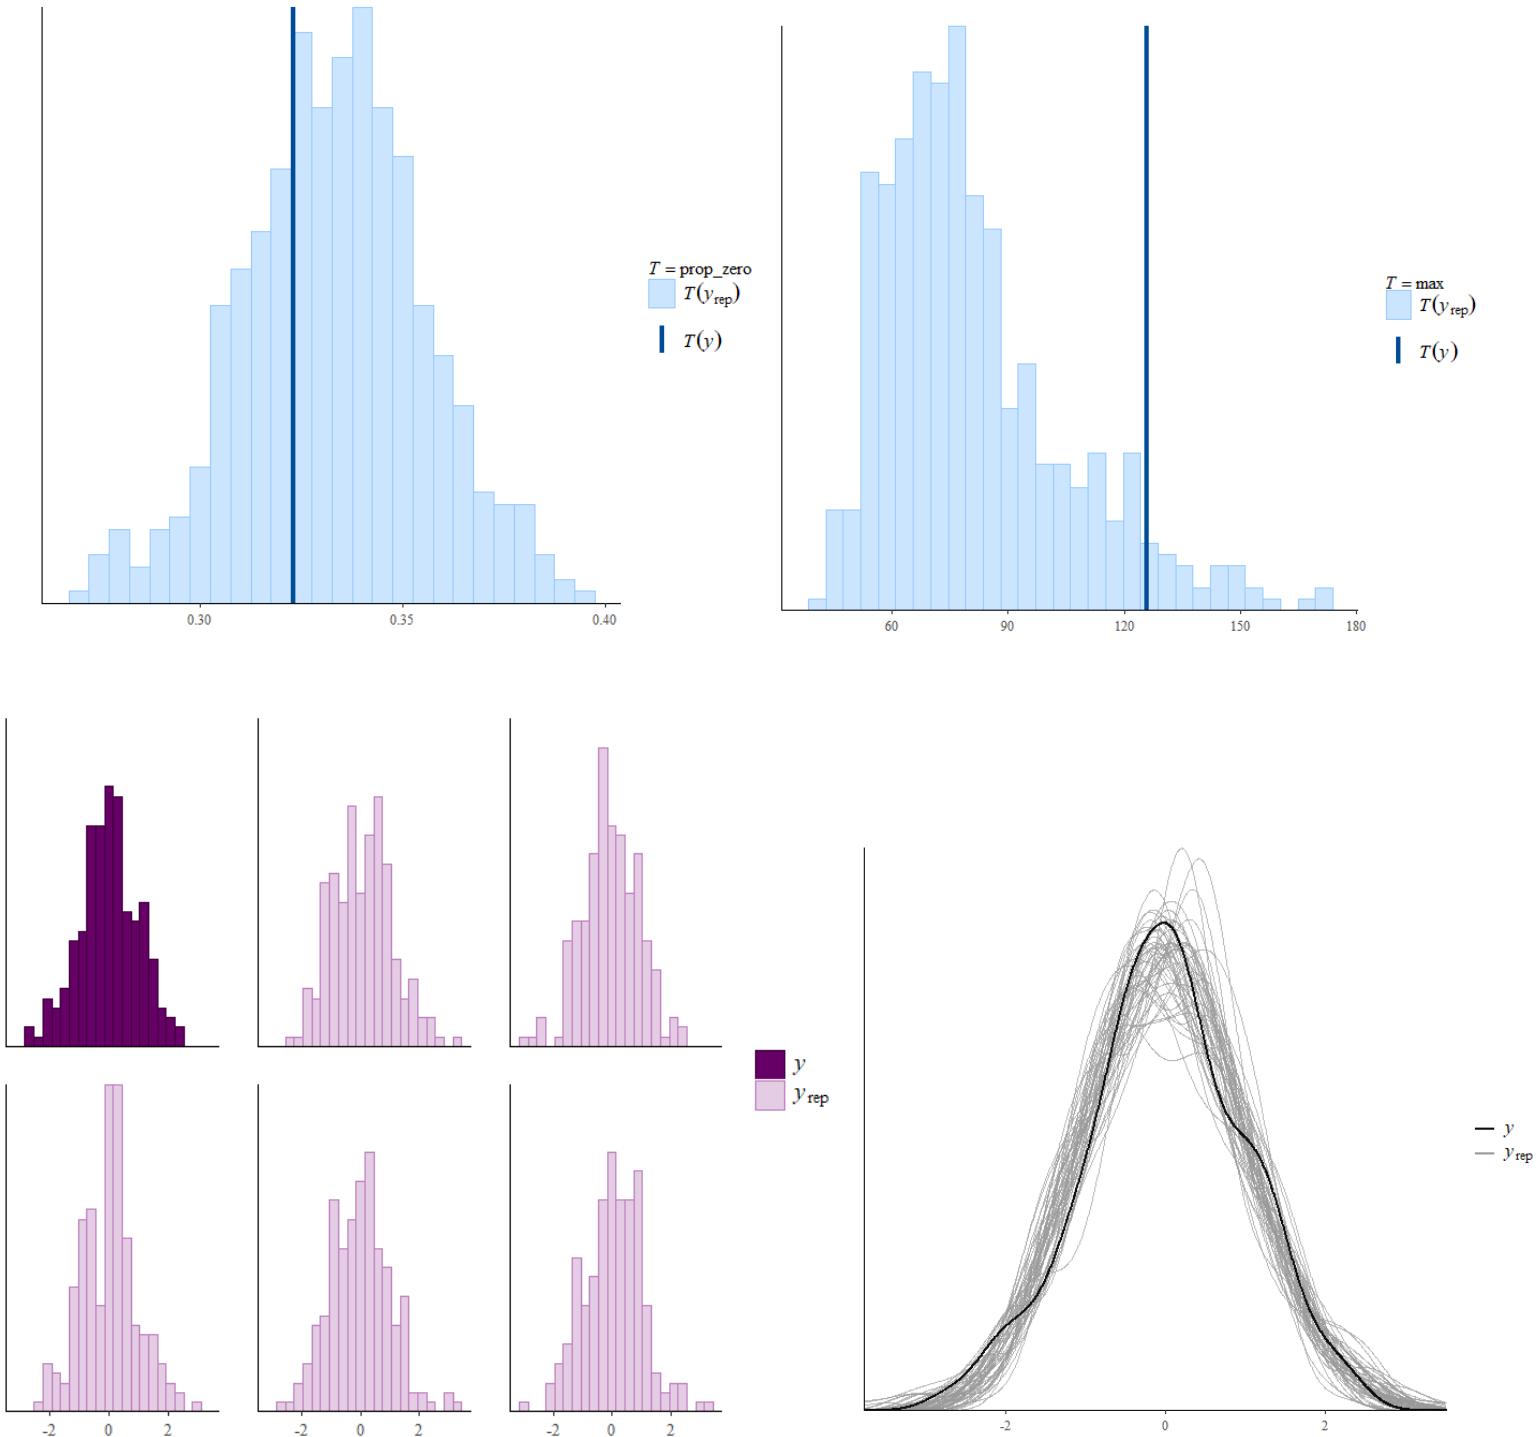 T = prop_zero
T(yrep)
T(y)
0.30 0.35 0.40
T = max
T(yrep)
T(y)
60 90 120 150 180
y
yrep
-2 0 2 -2 0 2 -2 0 2
y
yrep
-2 0 2